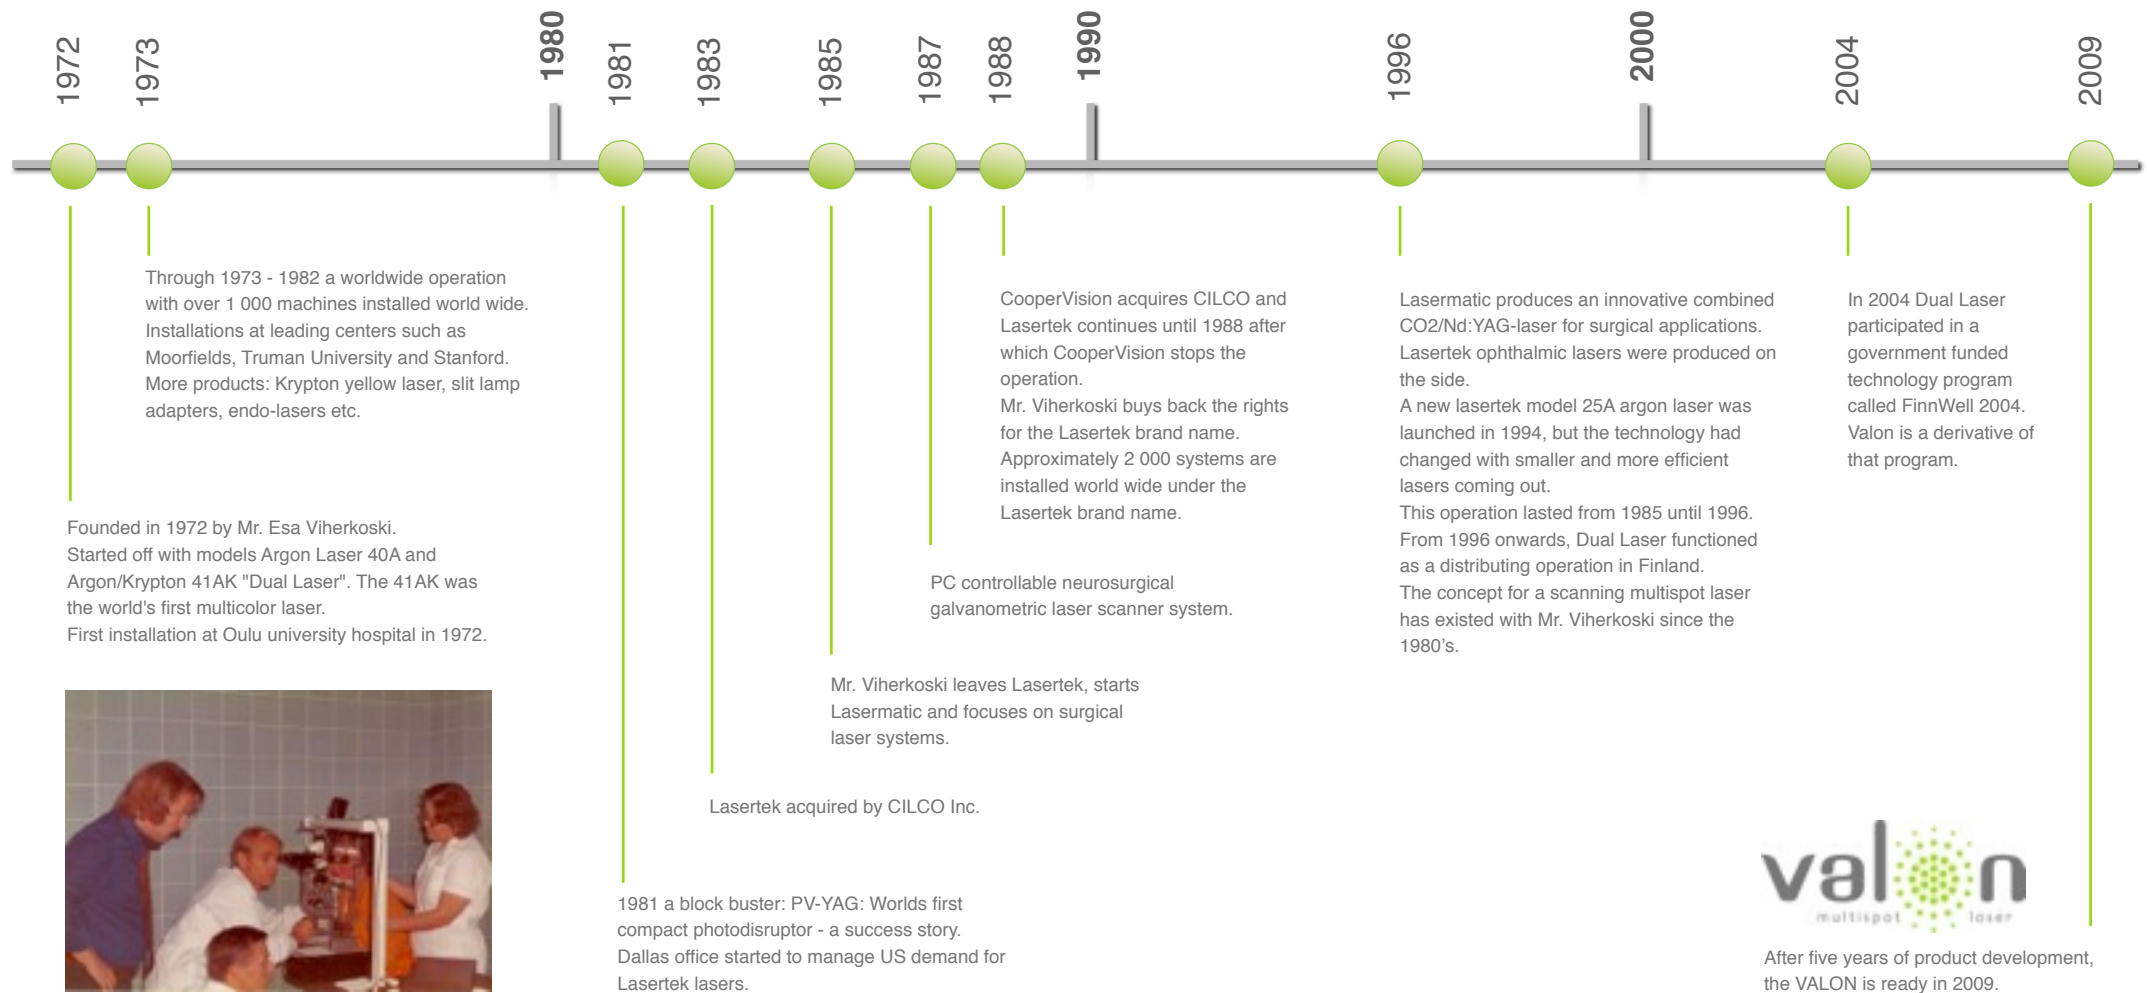 1972
1973
1980
1981
1983
1985
1987
1988
1990
1996
2000
2004
2009
Through 1973 - 1982 a worldwide operation
with over 1 000 machines installed world wide.
Installations at leading centers such as
Moorfields, Truman University and Stanford.
More products: Krypton yellow laser, slit lamp
adapters, endo-lasers etc.
Founded in 1972 by Mr. Esa Viherkoski.
Started off with models Argon Laser 40A and
Argon/Krypton 41AK "Dual Laser". The 41AK was
the world's first multicolor laser.
First installation at Oulu university hospital in 1972.
1981 a block buster: PV-YAG: Worlds first
compact photodisruptor - a success story.
Dallas office started to manage US demand for
Lasertek lasers.
Lasertek acquired by CILCO Inc.
Mr. Viherkoski leaves Lasertek, starts
Lasermatic and focuses on surgical
laser systems.
PC controllable neurosurgical
galvanometric laser scanner system.
CooperVision acquires CILCO and
Lasertek continues until 1988 after
which CooperVision stops the
operation.
Mr. Viherkoski buys back the rights
for the Lasertek brand name.
Approximately 2 000 systems are
installed world wide under the
Lasertek brand name.
Lasermatic produces an innovative combined
CO2/Nd:YAG-laser for surgical applications.
Lasertek ophthalmic lasers were produced on
the side.
A new lasertek model 25A argon laser was
launched in 1994, but the technology had
changed with smaller and more efficient
lasers coming out.
This operation lasted from 1985 until 1996.
From 1996 onwards, Dual Laser functioned
as a distributing operation in Finland.
The concept for a scanning multispot laser
has existed with Mr. Viherkoski since the
1980's.
In 2004 Dual Laser
participated in a
government funded
technology program
called FinnWell 2004.
Valon is a derivative of
that program.
valon
multispot laser
After five years of product development,
the VALON is ready in 2009.